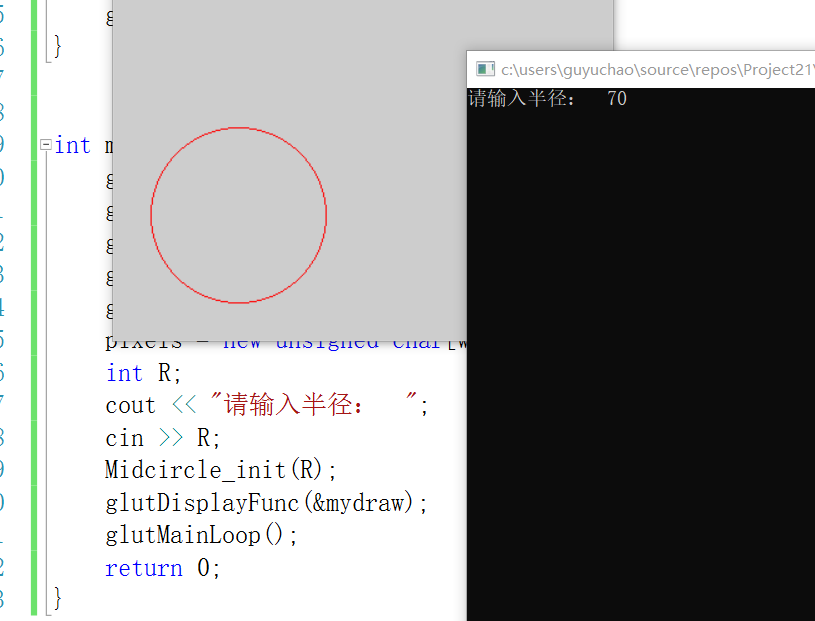 }
int
pixels = new unsigned char[w
int R;
cout << "请输入半径:  ";
cin >> R;
Midcircle_init(R);
glutDisplayFunc(&mydraw);
glutMainLoop();
return 0;
}
c:\users\guyuchao\source\repos\Project21\
请输入半径:  70